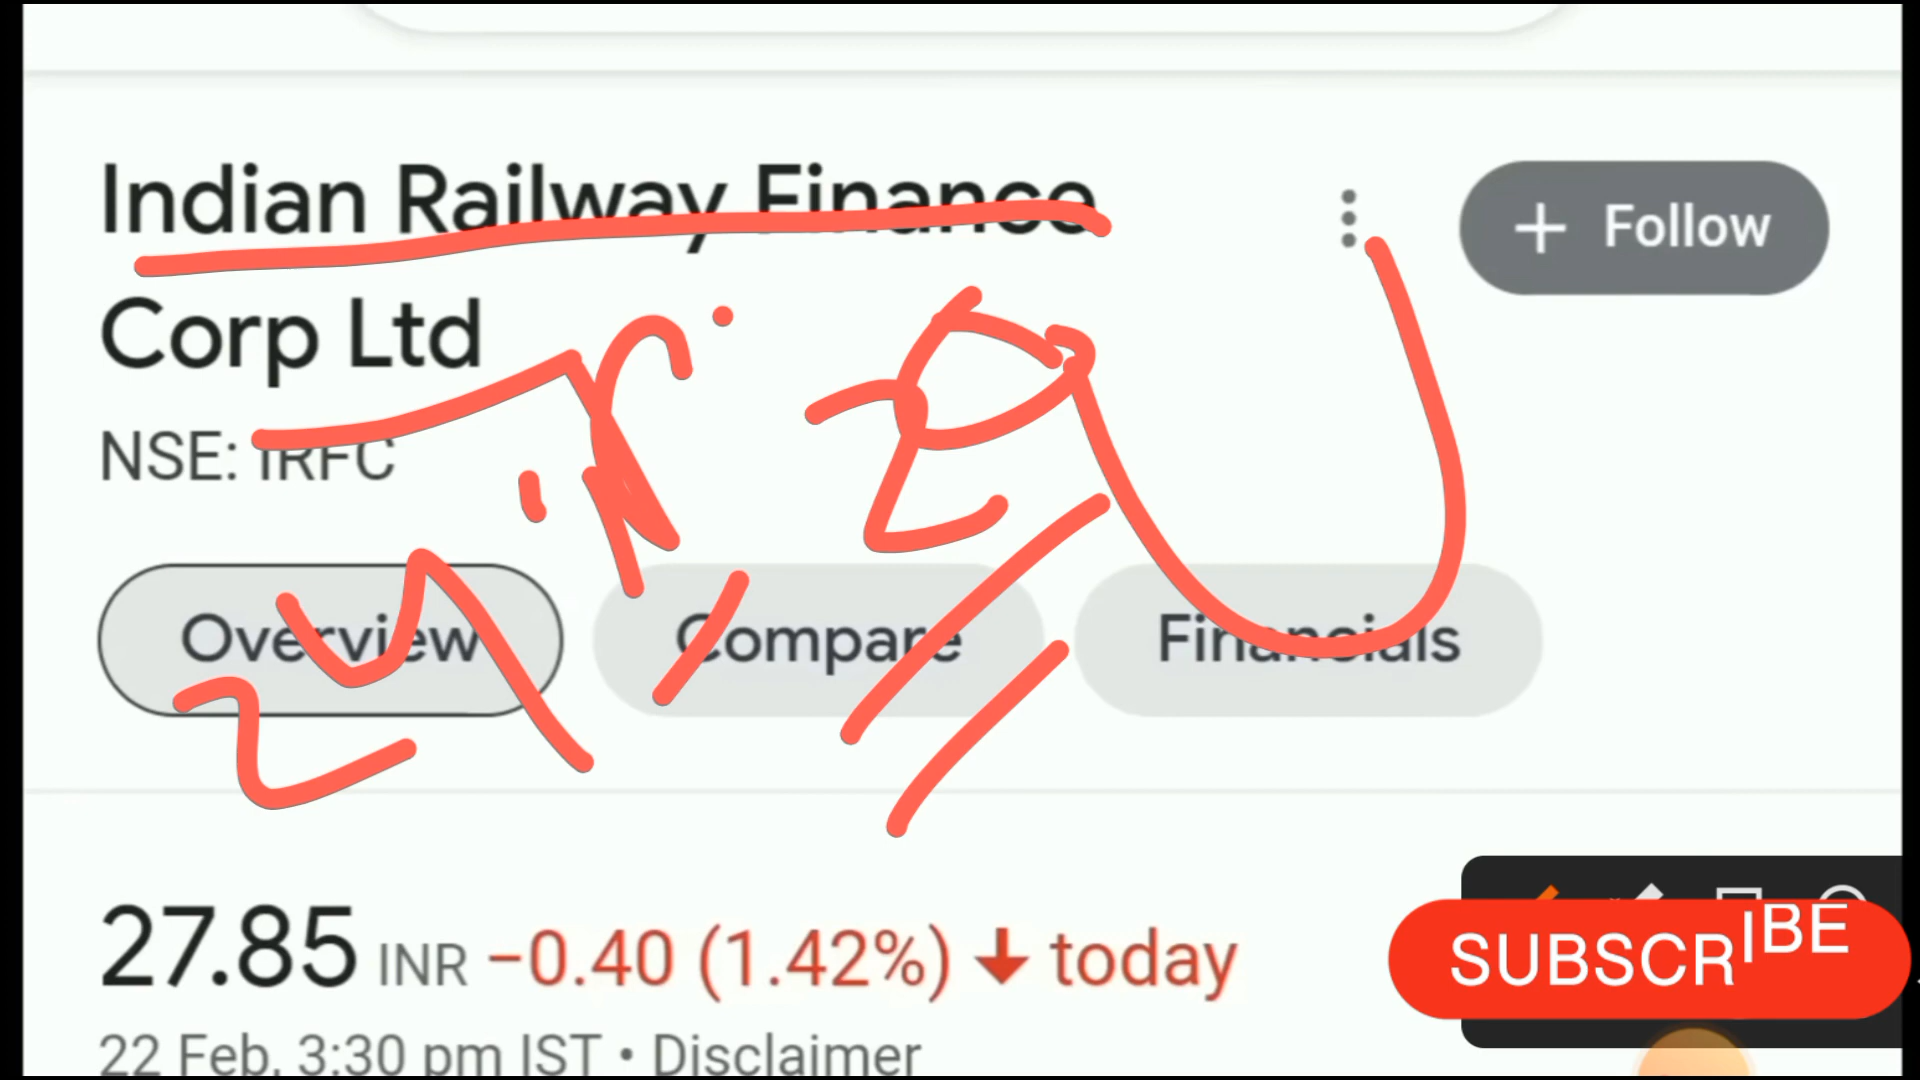 Indian Railway Finance
Corp Ltd
+ Follow
NSE: IRFC
Overview
Compare
Financials
27.85 INR −0.40 (1.42%) ↓ today
22 Feb, 3:30 pm IST • Disclaimer
SUBSCRIBE